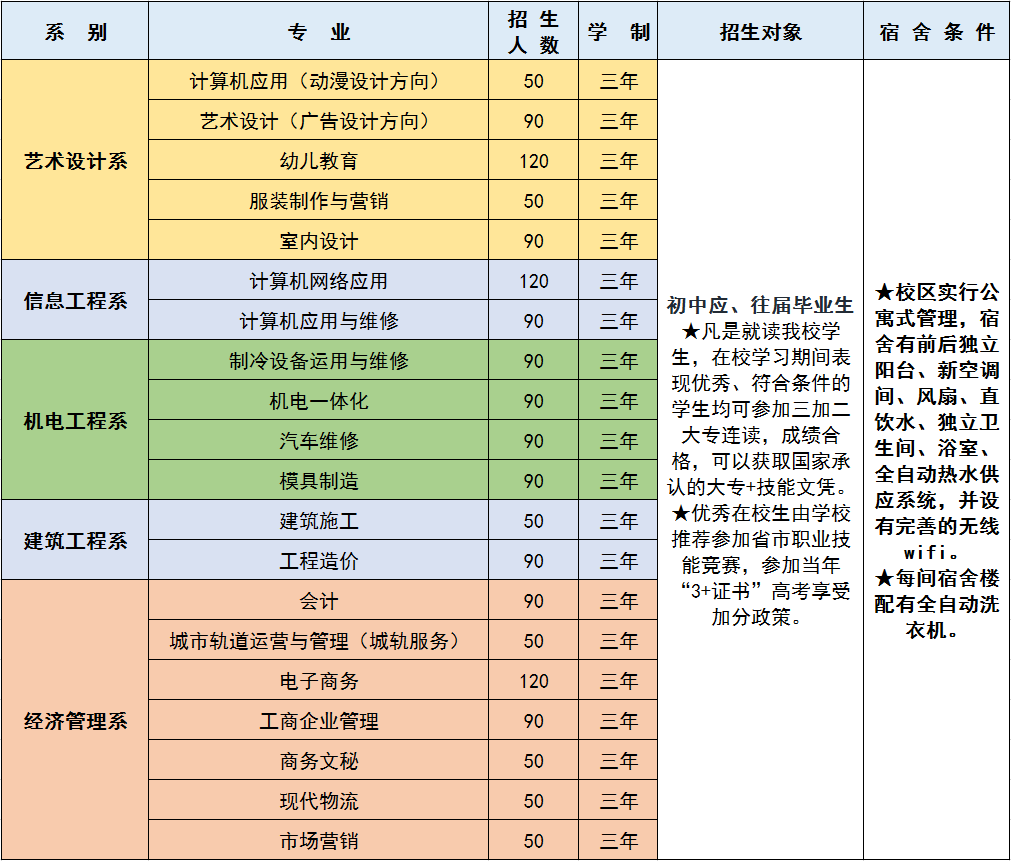 系 别 专 业 招 生 人 数 学 制 招生对象 宿 舍 条 件
艺术设计系
计算机应用（动漫设计方向） 50 三年
艺术设计（广告设计方向） 90 三年
幼儿教育 120 三年
服装制作与营销 50 三年
室内设计 90 三年
信息工程系
计算机网络应用 120 三年
计算机应用与维修 90 三年
机电工程系
制冷设备运用与维修 90 三年
机电一体化 90 三年
汽车维修 90 三年
模具制造 90 三年
建筑工程系
建筑施工 50 三年
工程造价 90 三年
经济管理系
会计 90 三年
城市轨道运营与管理（城轨服务） 50 三年
电子商务 120 三年
工商企业管理 90 三年
商务文秘 50 三年
现代物流 50 三年
市场营销 50 三年
初中应、往届毕业生
★凡是就读我校学
生，在校学习期间表
现优秀、符合条件的
学生均可参加三加二
大专连读，成绩合
格，可以获取国家承
认的大专+技能文凭。
★优秀在校生由学校
推荐参加省市职业技
能竞赛，参加当年
“3+证书”高考享受
加分政策。
★校区实行公
寓式管理，宿
舍有前后独立
阳台、新空调
间、风扇、直
饮水、独立卫
生间、浴室、
全自动热水供
应系统，并设
有完善的无线
wifi。
★每间宿舍楼
配有全自动洗
衣机。